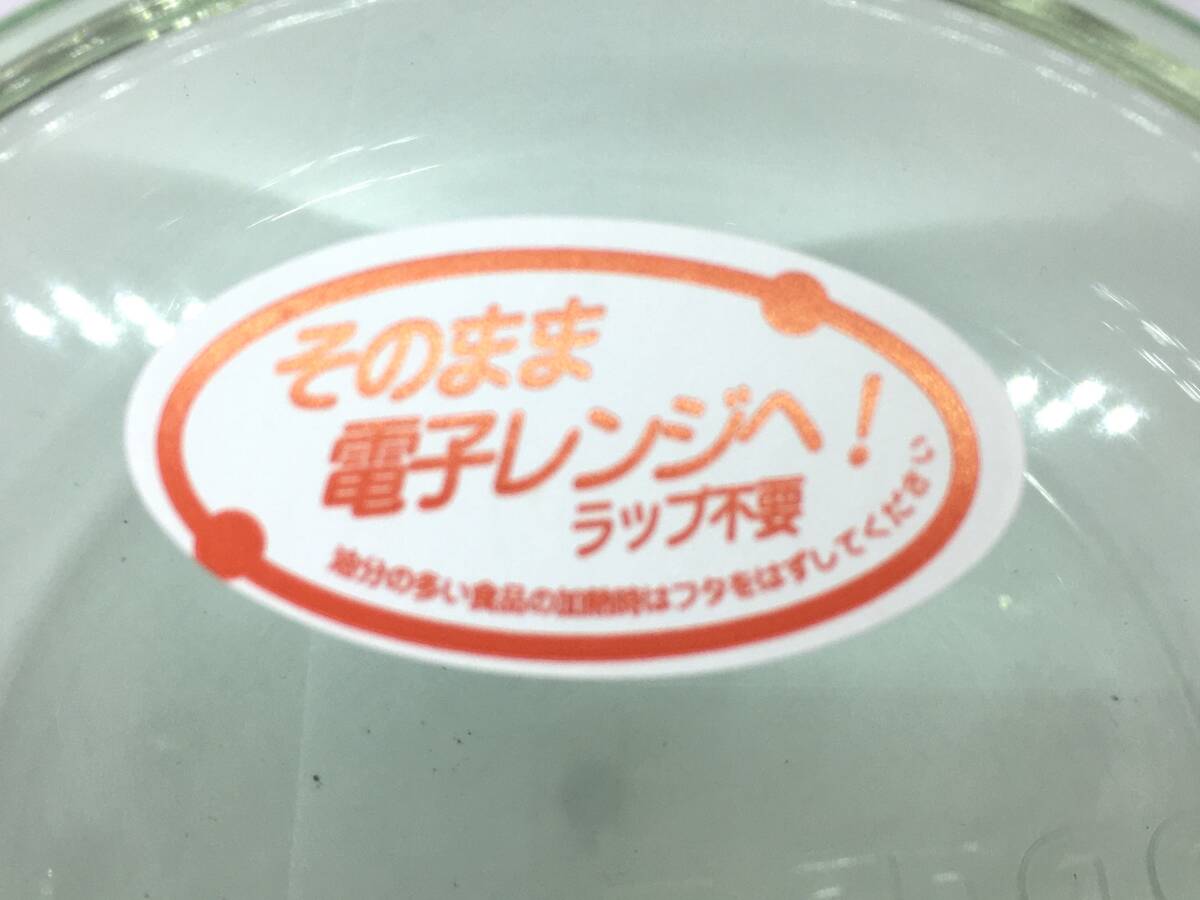 そのまま
電子レンジへ!
ラップ不要
油分の多い食品の加熱時はフタをはずしてください